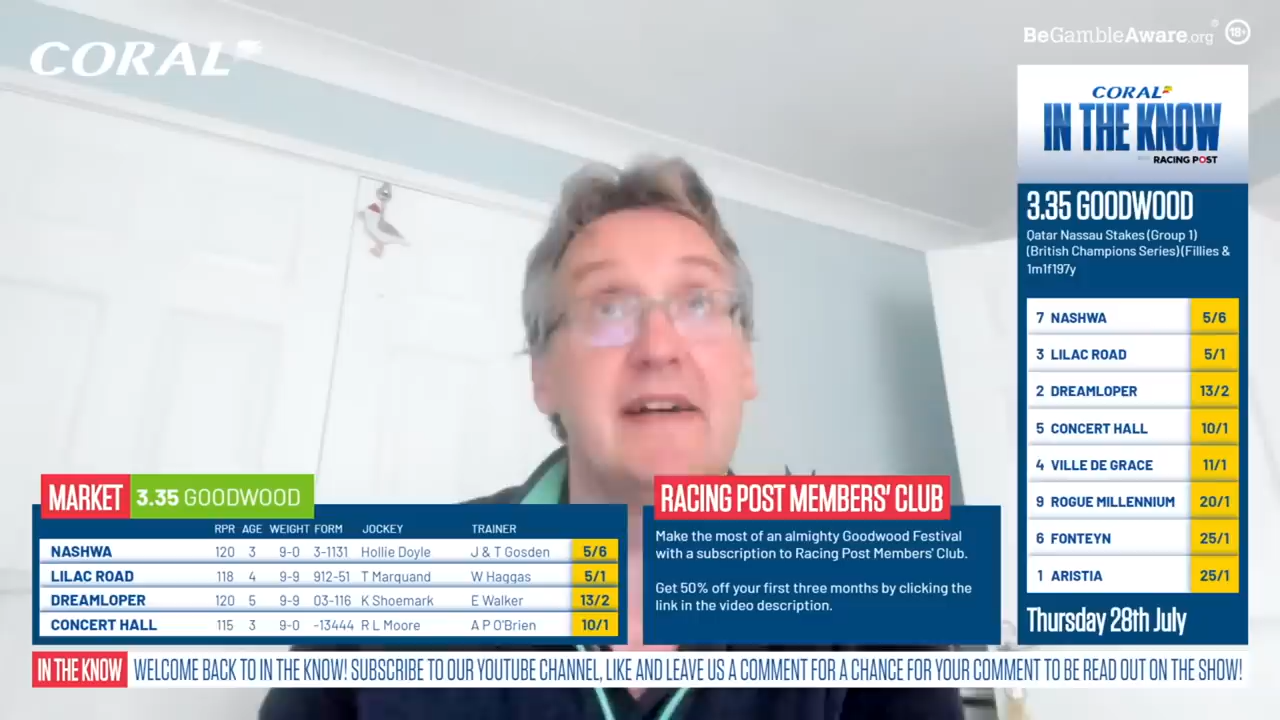 CORAL
BeGambleAware.org®
18+
CORAL
IN THE KNOW
RACING POST
3.35 GOODWOOD
Qatar Nassau Stakes (Group 1)
(British Champions Series) (Fillies &
1m1f197y
7 NASHWA 5/6
3 LILAC ROAD 5/1
2 DREAMLOPER 13/2
5 CONCERT HALL 10/1
4 VILLE DE GRACE 11/1
9 ROGUE MILLENNIUM 20/1
6 FONTEYN 25/1
1 ARISTIA 25/1
Thursday 28th July
MARKET 3.35 GOODWOOD
RPR AGE WEIGHT FORM JOCKEY TRAINER
NASHWA 120 3 9-0 3-1131 Hollie Doyle J & T Gosden 5/6
LILAC ROAD 118 4 9-9 912-51 T Marquand W Haggas 5/1
DREAMLOPER 120 5 9-9 03-116 K Shoemark E Walker 13/2
CONCERT HALL 115 3 9-0 -13444 R L Moore A P O'Brien 10/1
RACING POST MEMBERS' CLUB
Make the most of an almighty Goodwood Festival
with a subscription to Racing Post Members' Club.
Get 50% off your first three months by clicking the
link in the video description.
IN THE KNOW WELCOME BACK TO IN THE KNOW! SUBSCRIBE TO OUR YOUTUBE CHANNEL, LIKE AND LEAVE US A COMMENT FOR A CHANCE FOR YOUR COMMENT TO BE READ OUT ON THE SHOW!